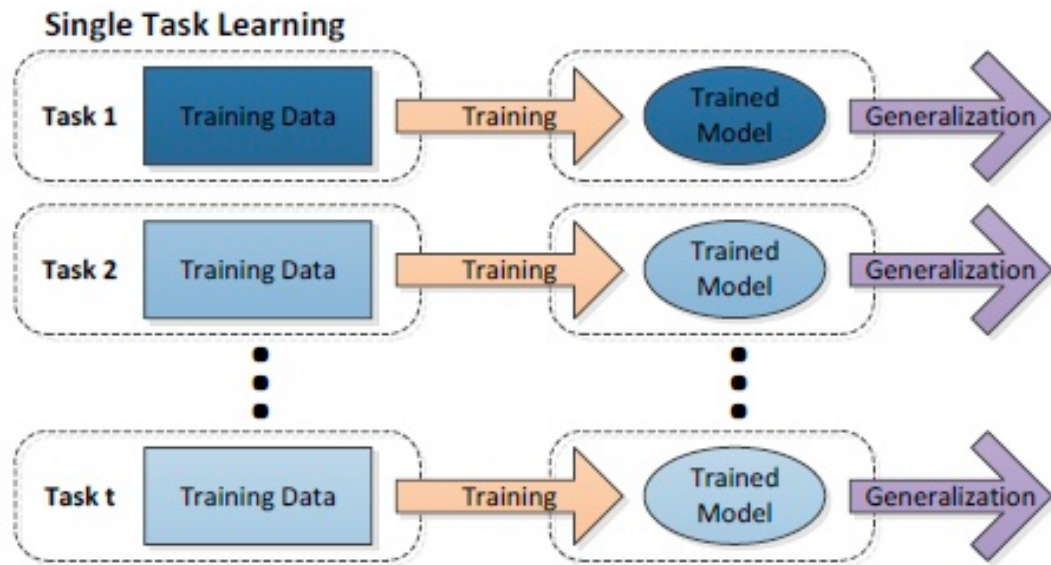 Single Task Learning
Task 1
Training Data
Training
Trained
Model
Generalization
Task 2
Training Data
Training
Trained
Model
Generalization
Task t
Training Data
Training
Trained
Model
Generalization